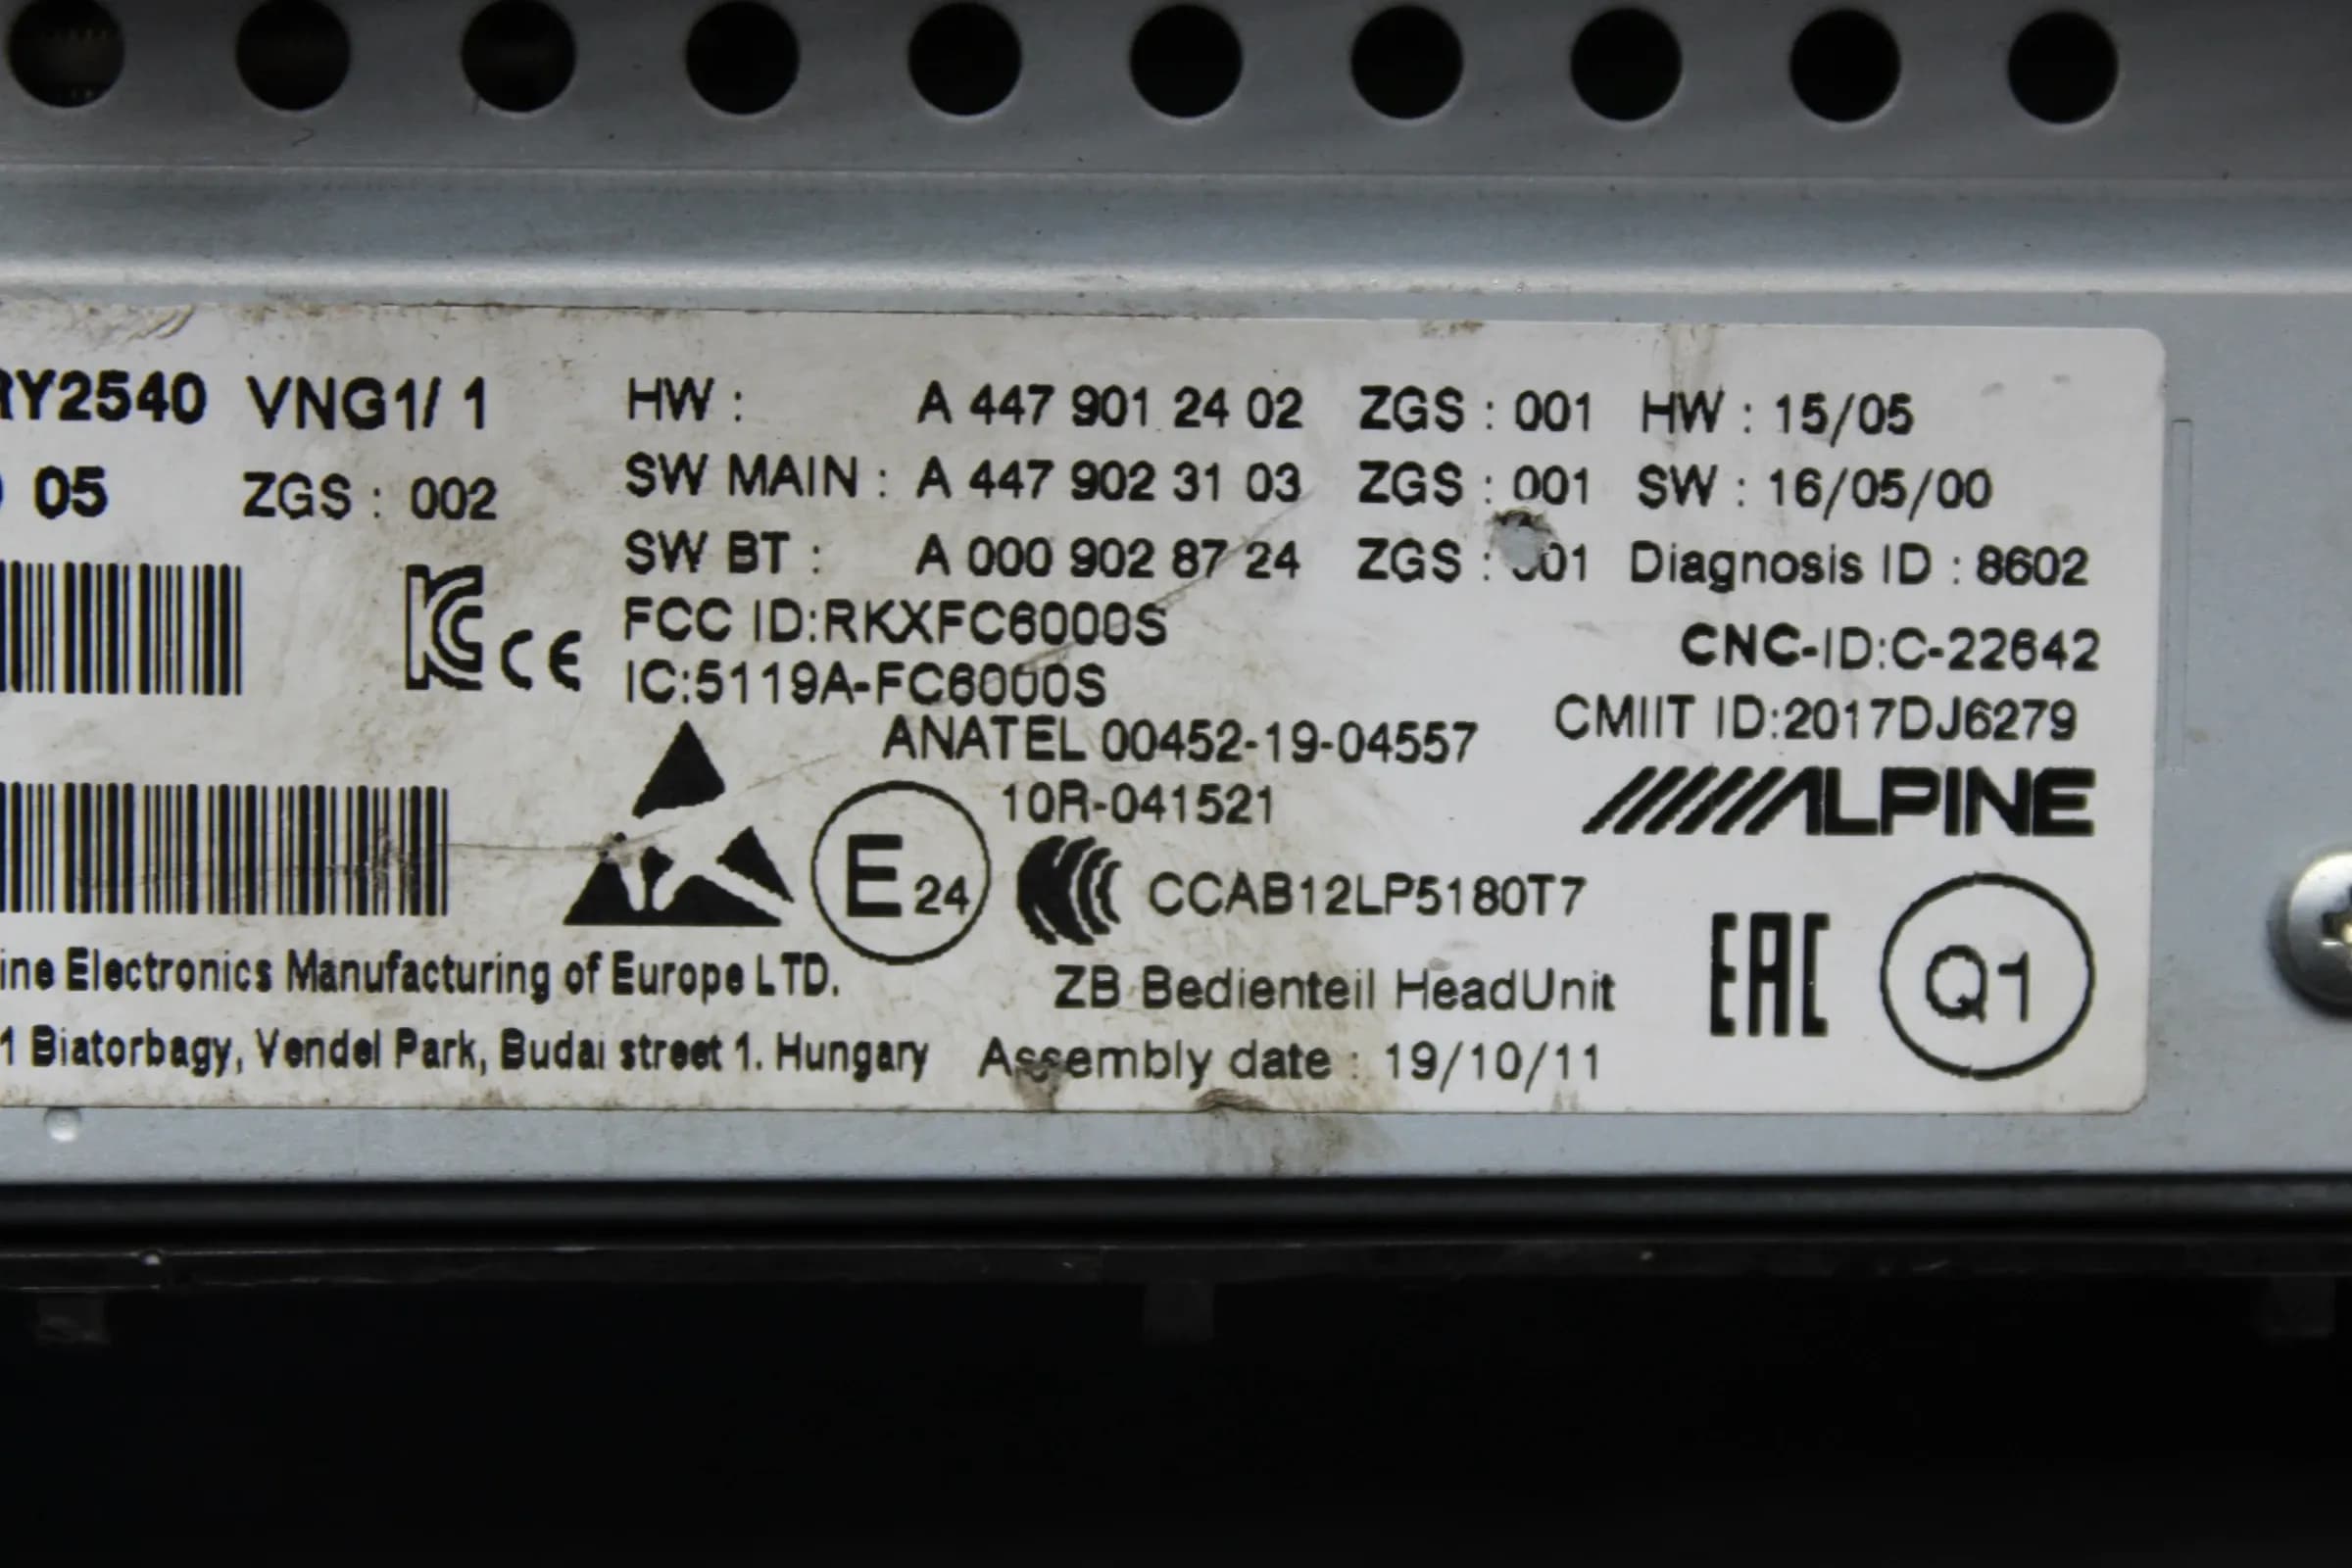 RY2540 VNG1/ 1
05 ZGS : 002
HW : A 447 901 24 02 ZGS : 001 HW : 15/05
SW MAIN : A 447 902 31 03 ZGS : 001 SW : 16/05/00
SW BT : A 000 902 87 24 ZGS : 001 Diagnosis ID : 8602
FCC ID:RKXFC6000S
CNC-ID:C-22642
IC:5119A-FC6000S
CE
ANATEL 00452-19-04557
CMIIT ID:2017DJ6279
10R-041521
ALPINE
E 24
CCAB12LP5180T7
EAC
Q1
ine Electronics Manufacturing of Europe LTD.
ZB Bedienteil HeadUnit
1 Biatorbagy, Vendel Park, Budai street 1. Hungary
Assembly date : 19/10/11